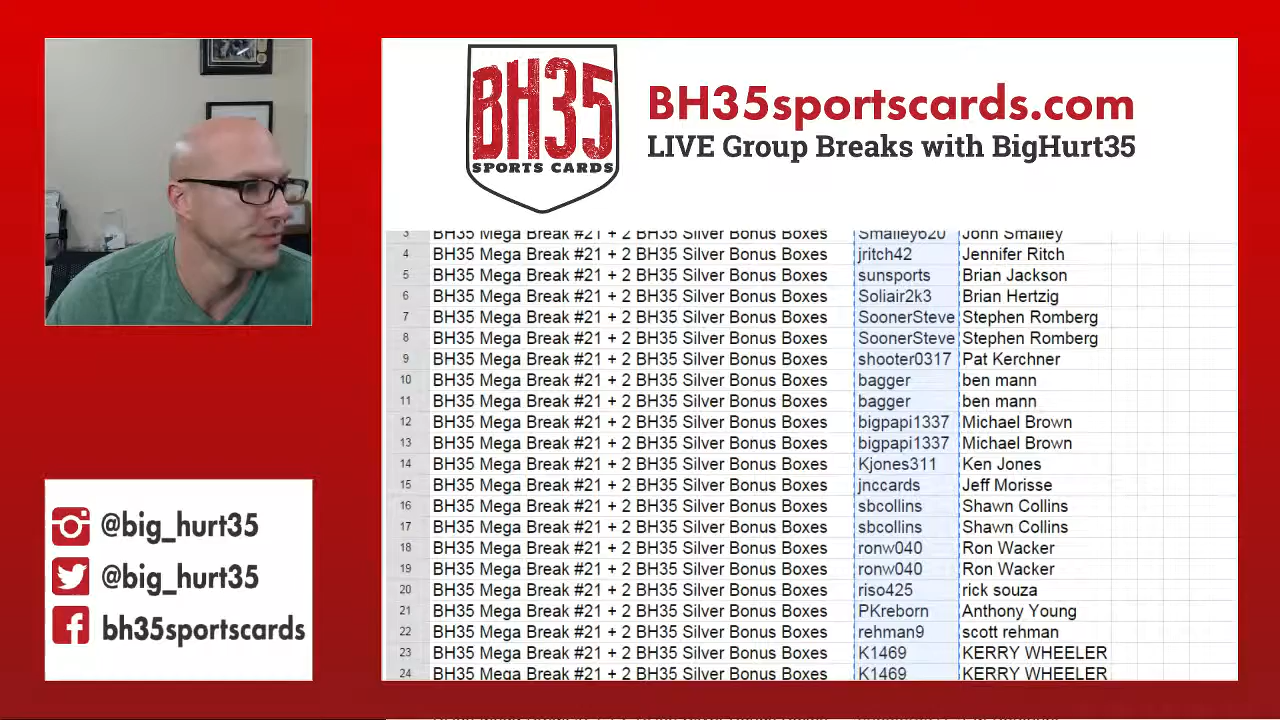 BH35
SPORTS CARDS
BH35sportscards.com
LIVE Group Breaks with BigHurt35
3 BH35 Mega Break #21 + 2 BH35 Silver Bonus Boxes Smalley620 John Smalley
4 BH35 Mega Break #21 + 2 BH35 Silver Bonus Boxes jritch42 Jennifer Ritch
5 BH35 Mega Break #21 + 2 BH35 Silver Bonus Boxes sunsports Brian Jackson
6 BH35 Mega Break #21 + 2 BH35 Silver Bonus Boxes Soliair2k3 Brian Hertzig
7 BH35 Mega Break #21 + 2 BH35 Silver Bonus Boxes SoonerSteve Stephen Romberg
8 BH35 Mega Break #21 + 2 BH35 Silver Bonus Boxes SoonerSteve Stephen Romberg
9 BH35 Mega Break #21 + 2 BH35 Silver Bonus Boxes shooter0317 Pat Kerchner
10 BH35 Mega Break #21 + 2 BH35 Silver Bonus Boxes bagger ben mann
11 BH35 Mega Break #21 + 2 BH35 Silver Bonus Boxes bagger ben mann
12 BH35 Mega Break #21 + 2 BH35 Silver Bonus Boxes bigpapi1337 Michael Brown
13 BH35 Mega Break #21 + 2 BH35 Silver Bonus Boxes bigpapi1337 Michael Brown
14 BH35 Mega Break #21 + 2 BH35 Silver Bonus Boxes Kjones311 Ken Jones
15 BH35 Mega Break #21 + 2 BH35 Silver Bonus Boxes jnccards Jeff Morisse
16 BH35 Mega Break #21 + 2 BH35 Silver Bonus Boxes sbcollins Shawn Collins
17 BH35 Mega Break #21 + 2 BH35 Silver Bonus Boxes sbcollins Shawn Collins
18 BH35 Mega Break #21 + 2 BH35 Silver Bonus Boxes ronw040 Ron Wacker
19 BH35 Mega Break #21 + 2 BH35 Silver Bonus Boxes ronw040 Ron Wacker
20 BH35 Mega Break #21 + 2 BH35 Silver Bonus Boxes riso425 rick souza
21 BH35 Mega Break #21 + 2 BH35 Silver Bonus Boxes PKreborn Anthony Young
22 BH35 Mega Break #21 + 2 BH35 Silver Bonus Boxes rehman9 scott rehman
23 BH35 Mega Break #21 + 2 BH35 Silver Bonus Boxes K1469 KERRY WHEELER
24 BH35 Mega Break #21 + 2 BH35 Silver Bonus Boxes K1469 KERRY WHEELER
@big_hurt35
@big_hurt35
bh35sportscards